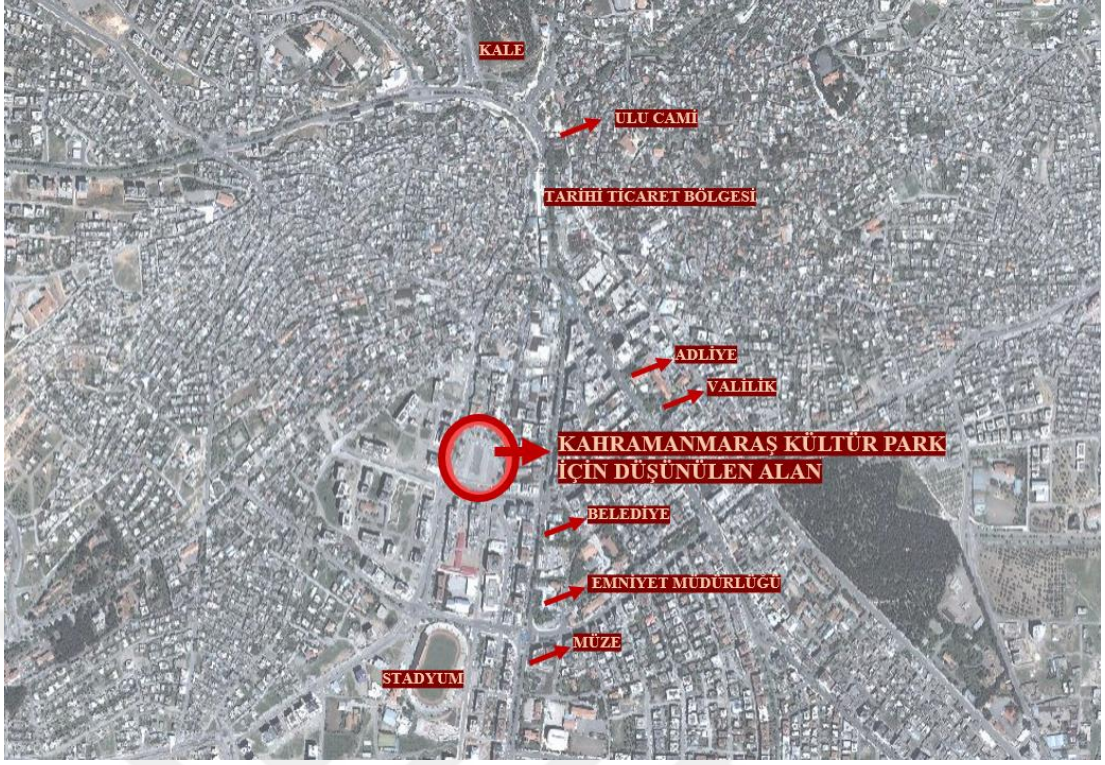 KALE
ULU CAMİ
TARİHİ TİCARET BÖLGESİ
ADLİYE
VALİLİK
KAHRAMANMARAŞ KÜLTÜR PARK
İÇİN DÜŞÜNÜLEN ALAN
BELEDİYE
EMNİYET MÜDÜRLÜĞÜ
MÜZE
STADYUM